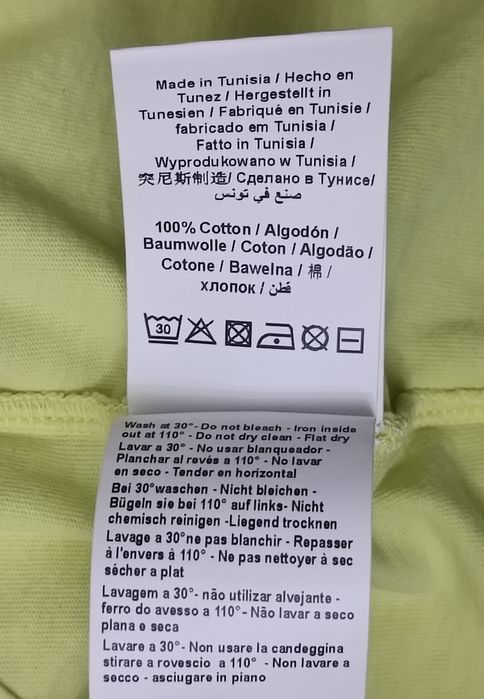 Made in Tunisia / Hecho en
Tunez / Hergestellt in
Tunesien / Fabriqué en Tunisie /
fabricado em Tunisia /
Fatto in Tunisia /
Wyprodukowano w Tunisia /
突尼斯制造/ Сделано в Тунисе/
صنع في تونس
100% Cotton / Algodón /
Baumwolle / Coton / Algodão /
Cotone / Bawełna / 棉 /
хлопок / قطن
30
Wash at 30°- Do not bleach - Iron inside
out at 110° - Do not dry clean - Flat dry
Lavar a 30° - No usar blanqueador -
Planchar al revés a 110° - No lavar
en seco - Tender en horizontal
Bei 30°waschen - Nicht bleichen -
Bügeln sie bei 110° auf links- Nicht
chemisch reinigen -Liegend trocknen
Lavage a 30°ne pas blanchir - Repasser
à l'envers à 110° - Ne pas nettoyer à sec
sécher a plat
Lavagem a 30°- não utilizar alvejante -
ferro do avesso a 110°- Não lavar a seco
plana e seca
Lavare a 30°- Non usare la candeggina
stirare a rovescio a 110° - Non lavare a
secco - asciugare in piano